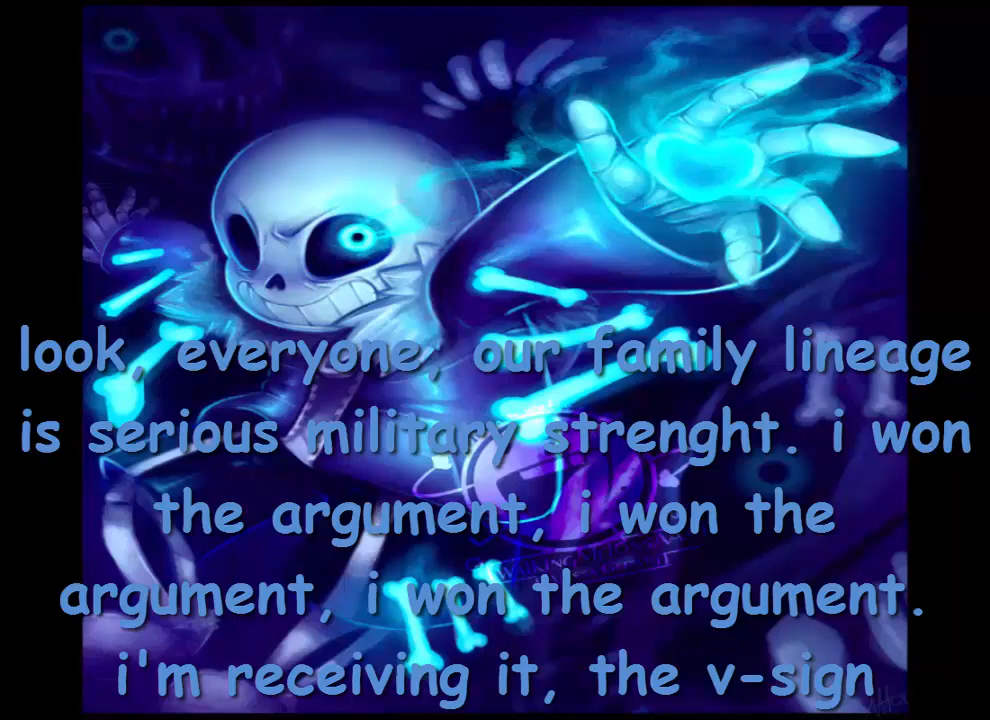 look, everyone, our family lineage
is serious military strenght. i won
the argument, i won the
argument, i won the argument.
i'm receiving it, the v-sign